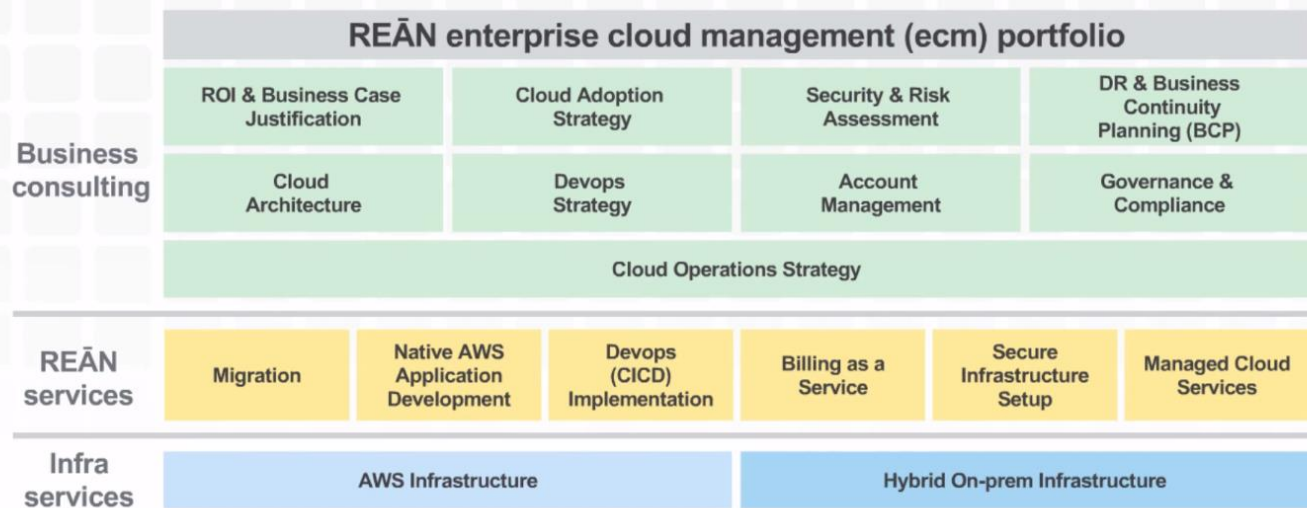 REĀN enterprise cloud management (ecm) portfolio
Business
consulting
ROI & Business Case
Justification
Cloud Adoption
Strategy
Security & Risk
Assessment
DR & Business
Continuity
Planning (BCP)
Cloud
Architecture
Devops
Strategy
Account
Management
Governance &
Compliance
Cloud Operations Strategy
REĀN
services
Migration
Native AWS
Application
Development
Devops
(CICD)
Implementation
Billing as a
Service
Secure
Infrastructure
Setup
Managed Cloud
Services
Infra
services
AWS Infrastructure
Hybrid On-prem Infrastructure